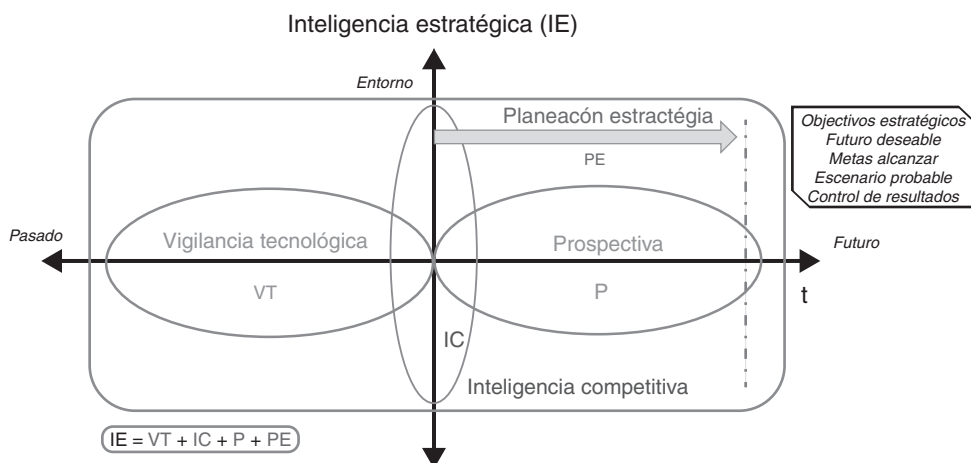 Inteligencia estratégica (IE)
Entorno
Planeacón estractégia
PE
Objectivos estratégicos
Futuro deseable
Metas alcanzar
Escenario probable
Control de resultados
Pasado
Vigilancia tecnológica
Prospectiva
Futuro
VT
P
t
IC
Inteligencia competitiva
IE = VT + IC + P + PE